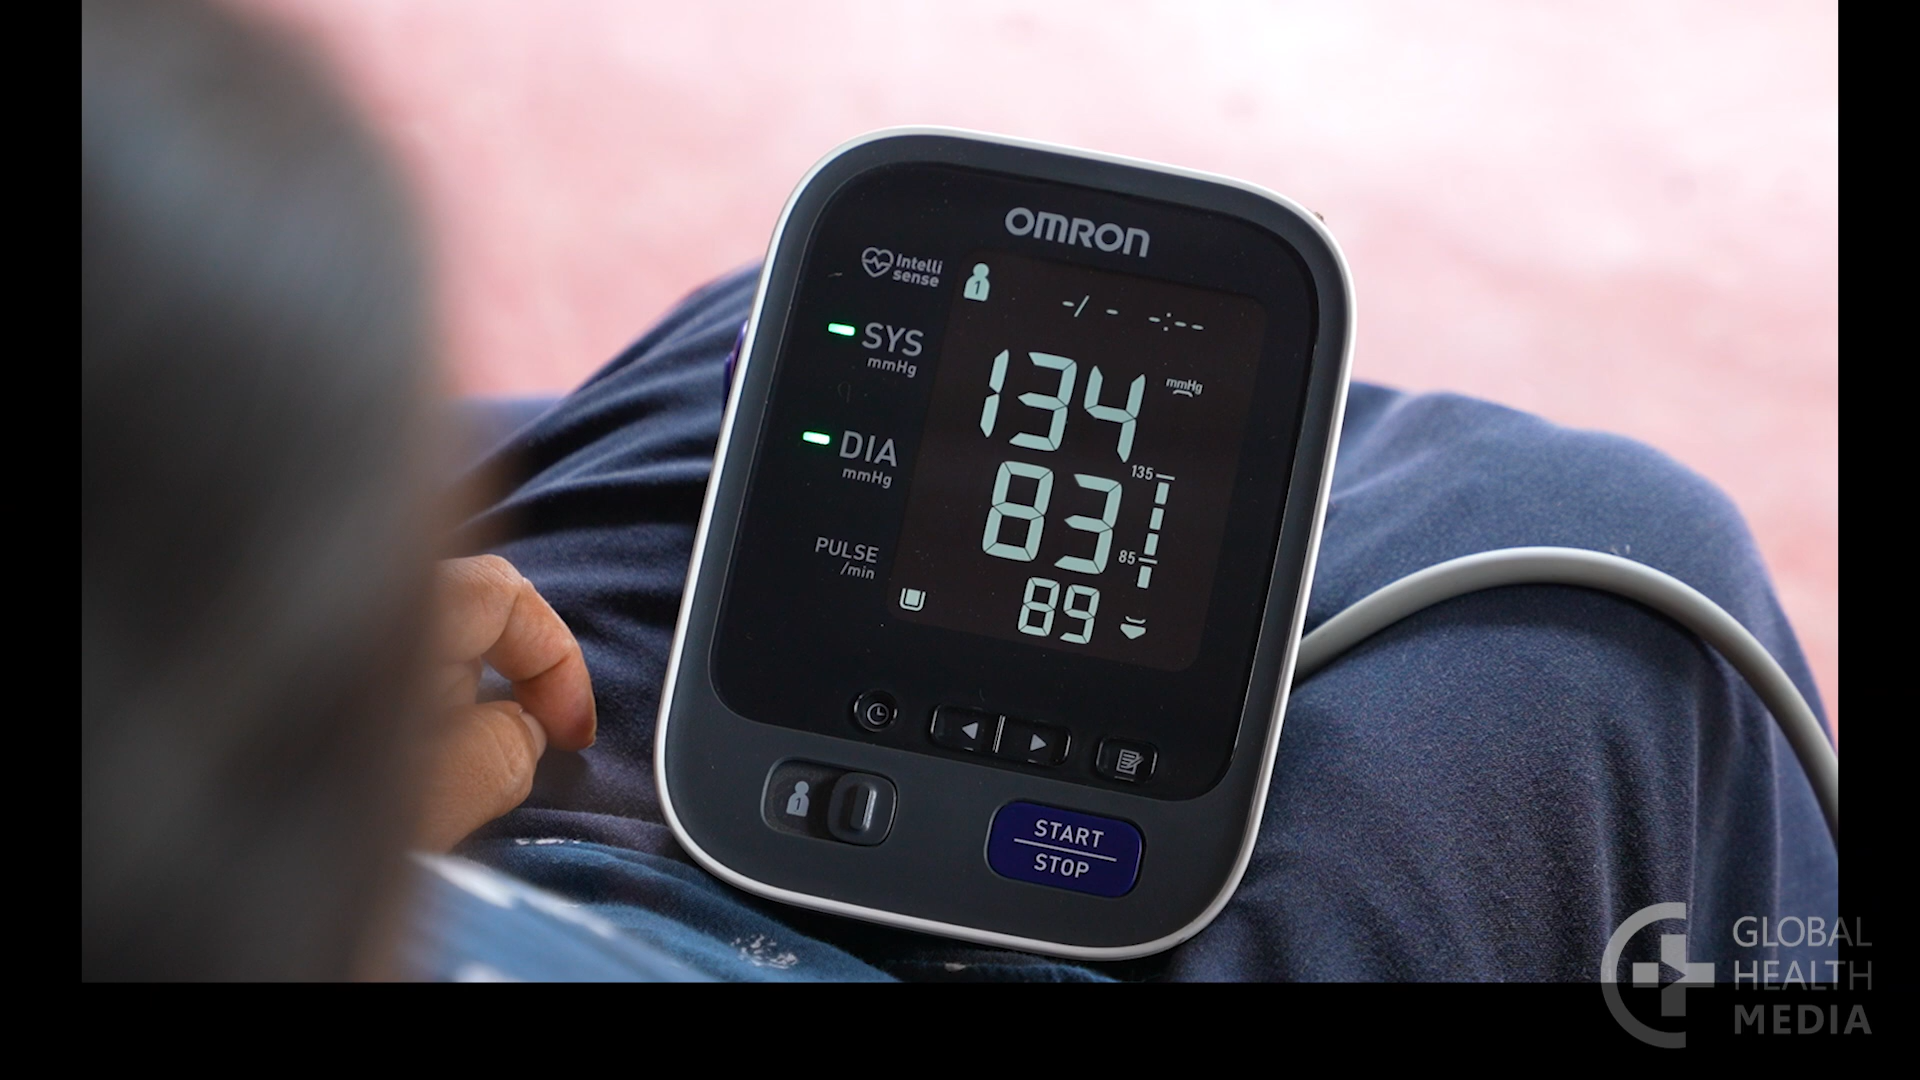 OMRON
Intelli
sense
1
-/ - -:--
SYS
mmHg
134
mmHg
DIA
mmHg
135
83
85
PULSE
/min
89
1
START
STOP
GLOBAL
HEALTH
MEDIA